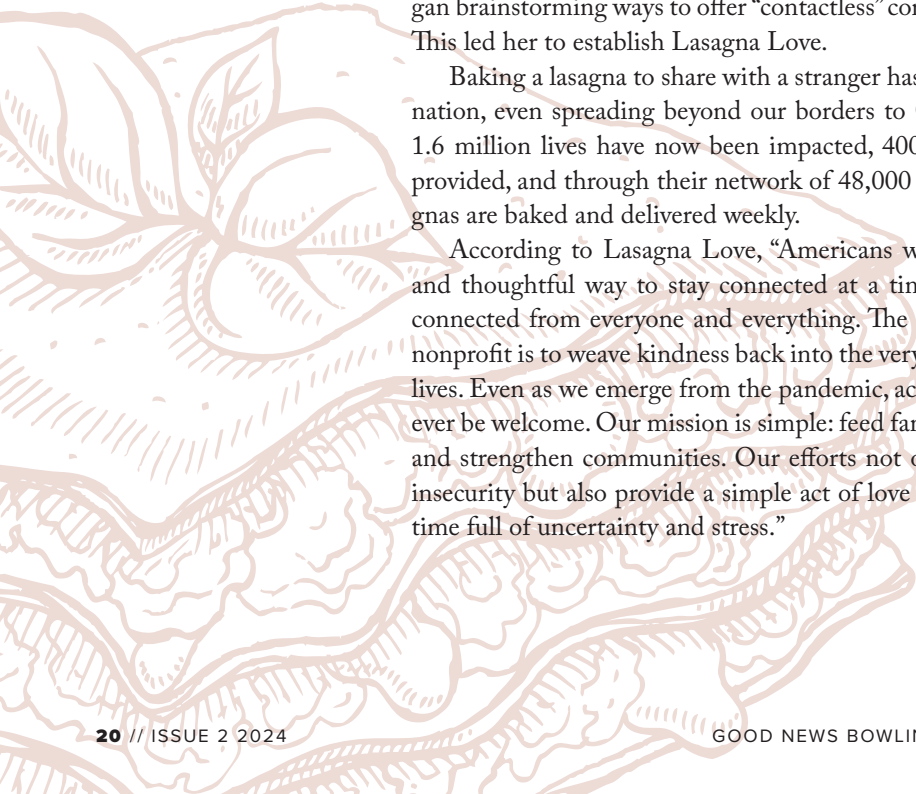 gan brainstorming ways to offer “contactless”
This led her to establish Lasagna Love.
Baking a lasagna to share with a stranger has
nation, even spreading beyond our borders to
1.6 million lives have now been impacted, 400
provided, and through their network of 48,000
gnas are baked and delivered weekly.
According to Lasagna Love, “Americans w
and thoughtful way to stay connected at a tim
connected from everyone and everything. The
nonprofit is to weave kindness back into the very
lives. Even as we emerge from the pandemic, ac
ever be welcome. Our mission is simple: feed fam
and strengthen communities. Our efforts not o
insecurity but also provide a simple act of love
time full of uncertainty and stress.”
20 // ISSUE 2 2024
GOOD NEWS BOWLIN